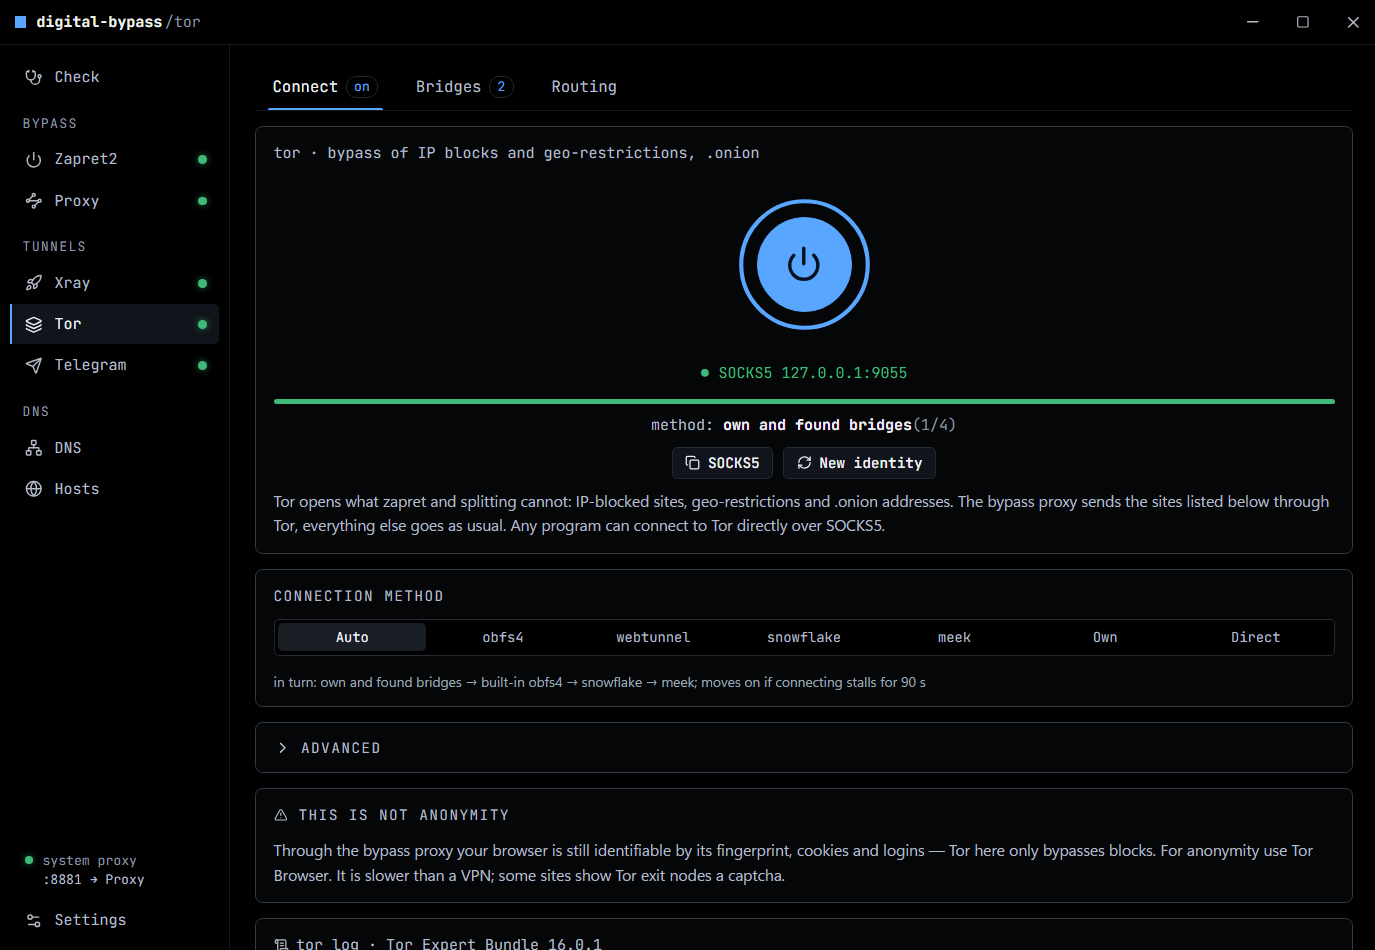 digital-bypass/tor
Check
BYPASS
Zapret2
Proxy
TUNNELS
Xray
Tor
Telegram
DNS
DNS
Hosts
system proxy
:8881 → Proxy
Settings
Connect on Bridges 2 Routing
tor · bypass of IP blocks and geo-restrictions, .onion
SOCKS5 127.0.0.1:9055
method: own and found bridges(1/4)
SOCKS5 New identity
Tor opens what zapret and splitting cannot: IP-blocked sites, geo-restrictions and .onion addresses. The bypass proxy sends the sites listed below through
Tor, everything else goes as usual. Any program can connect to Tor directly over SOCKS5.
CONNECTION METHOD
Auto obfs4 webtunnel snowflake meek Own Direct
in turn: own and found bridges → built-in obfs4 → snowflake → meek; moves on if connecting stalls for 90 s
ADVANCED
THIS IS NOT ANONYMITY
Through the bypass proxy your browser is still identifiable by its fingerprint, cookies and logins — Tor here only bypasses blocks. For anonymity use Tor
Browser. It is slower than a VPN; some sites show Tor exit nodes a captcha.
tor log · Tor Expert Bundle 16.0.1